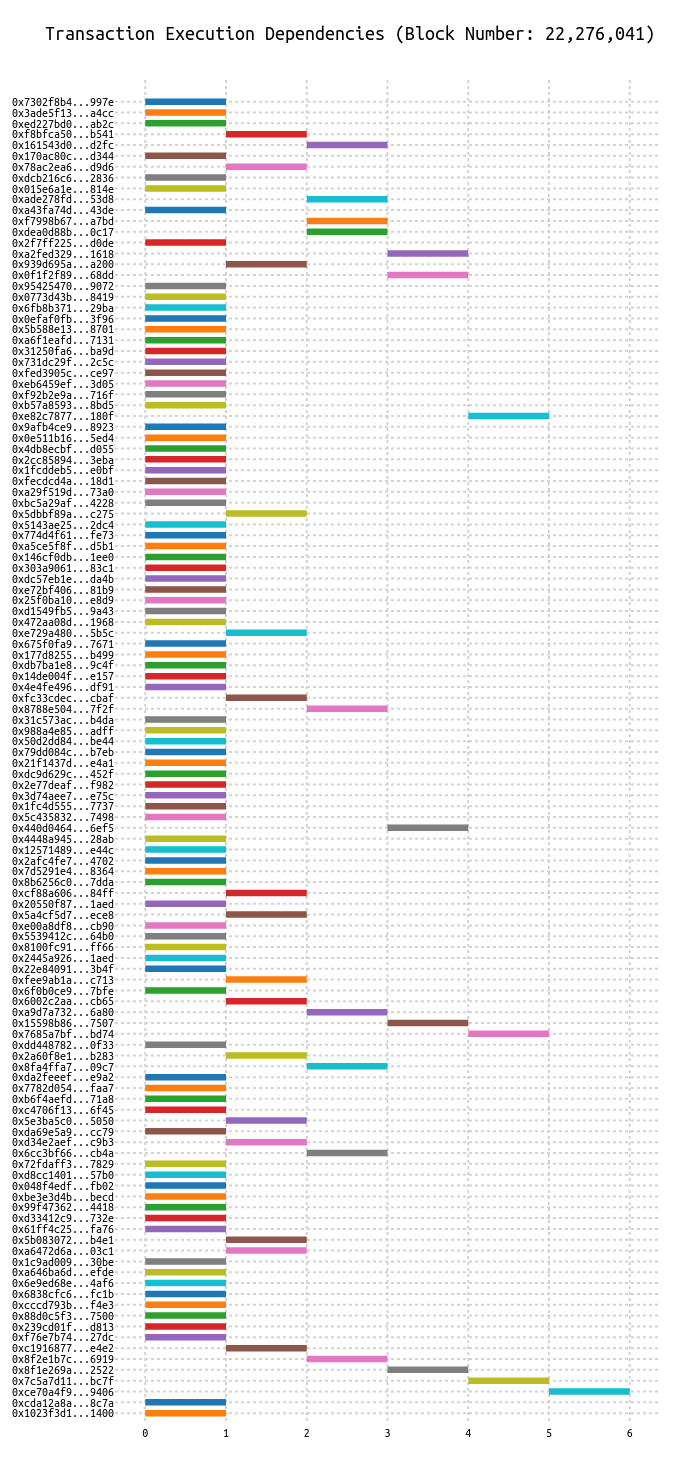 Transaction Execution Dependencies (Block Number: 22,276,041)
0x7302f8b4...997e
0x3ade5f13...a4cc
0xed227bd0...ab2c
0xf8bfca50...b541
0x161543d0...d2fc
0x170ac80c...d344
0x78ac2ea6...d9d6
0xdcb216c6...2836
0x015e6a1e...814e
0xade278fd...53d8
0xa43fa74d...43de
0xf7998b67...a7bd
0xdea0d88b...0c17
0x2f7ff225...d0de
0xa2fed329...1618
0x939d695a...a200
0x0f1f2f89...68dd
0x95425470...9072
0x0773d43b...8419
0x6fb8b371...29ba
0x0efaf0fb...3f96
0x5b588e13...8701
0xa6f1eafd...7131
0x31250fa6...ba9d
0x731dc29f...2c5c
0xfed3905c...ce97
0xeb6459ef...3d05
0xf92b2e9a...716f
0xb57a8593...8bd5
0xe82c7877...180f
0x9afb4ce9...8923
0x0e511b16...5ed4
0x4db8ecbf...d055
0x2cc85894...3eba
0x1fcddeb5...e0bf
0xfecdcd4a...18d1
0xa29f519d...73a0
0xbc5a29af...4228
0x5dbbf89a...c275
0x5143ae25...2dc4
0x774d4f61...fe73
0xa5ce5f8f...d5b1
0x146cf0db...1ee0
0x303a9061...83c1
0xdc57eb1e...da4b
0xe72bf406...81b9
0x25f0ba10...e8d9
0xd1549fb5...9a43
0x472aa08d...1968
0xe729a480...5b5c
0x675f0fa9...7671
0x177d8255...b499
0xdb7ba1e8...9c4f
0x14de004f...e157
0x4e4fe496...df91
0xfc33cdec...cbaf
0x8788e504...7f2f
0x31c573ac...b4da
0x988a4e85...adff
0x50d2dd84...be44
0x79dd084c...b7eb
0x21f1437d...e4a1
0xdc9d629c...452f
0x2e77deaf...f982
0x3d74aee7...e75c
0x1fc4d555...7737
0x5c435832...7498
0x440d0464...6ef5
0x4448a945...28ab
0x12571489...e44c
0x2afc4fe7...4702
0x7d5291e4...8364
0x8b6256c0...7dda
0xcf88a606...84ff
0x20550f87...1aed
0x5a4cf5d7...ece8
0xe00a8df8...cb90
0x5539412c...64b0
0x8100fc91...ff66
0x2445a926...1aed
0x22e84091...3b4f
0xfee9ab1a...c713
0x6f0b0ce9...7bfe
0x6002c2aa...cb65
0xa9d7a732...6a80
0x15598b86...7507
0x7685a7bf...bd74
0xdd448782...0f33
0x2a60f8e1...b283
0x8fa4ffa7...09c7
0xda2feeef...e9a2
0x7782d054...faa7
0xb6f4aefd...71a8
0xc4706f13...6f45
0x5e3ba5c0...5050
0xda69e5a9...cc79
0xd34e2aef...c9b3
0x6cc3bf66...cb4a
0x72fdaff3...7829
0xd8cc1401...57b0
0x048f4edf...fb02
0xbe3e3d4b...becd
0x99f47362...4418
0xd33412c9...732e
0x61ff4c25...fa76
0x5b083072...b4e1
0xa6472d6a...03c1
0x1c9ad009...30be
0xa646ba6d...efde
0x6e9ed68e...4af6
0x6838cfc6...fc1b
0xcccd793b...f4e3
0x88d0c5f3...7500
0x239cd01f...d813
0xf76e7b74...27dc
0xc1916877...e4e2
0x8f2e1b7c...6919
0x8f1e269a...2522
0x7c5a7d11...bc7f
0xce70a4f9...9406
0xcda12a8a...8c7a
0x1023f3d1...1400
0 1 2 3 4 5 6